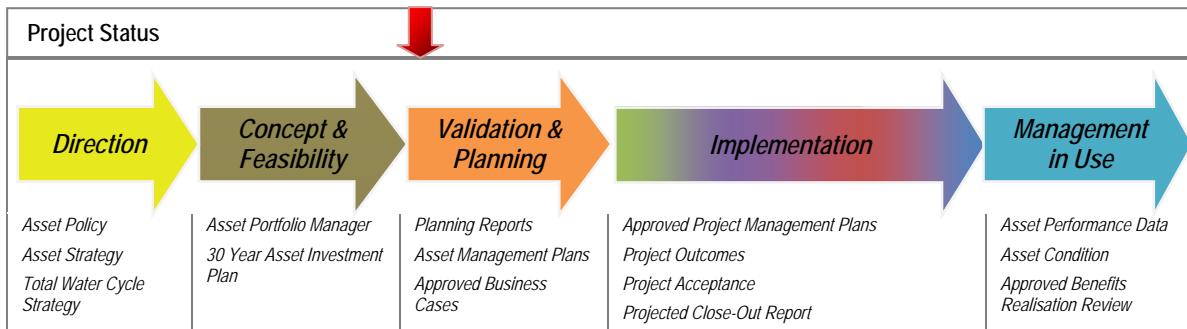 Project Status
Direction
Concept &
Feasibility
Validation &
Planning
Implementation
Management
in Use
Asset Policy
Asset Strategy
Total Water Cycle
Strategy
Asset Portfolio Manager
30 Year Asset Investment
Plan
Planning Reports
Asset Management Plans
Approved Business
Cases
Approved Project Management Plans
Project Outcomes
Project Acceptance
Projected Close-Out Report
Asset Performance Data
Asset Condition
Approved Benefits
Realisation Review